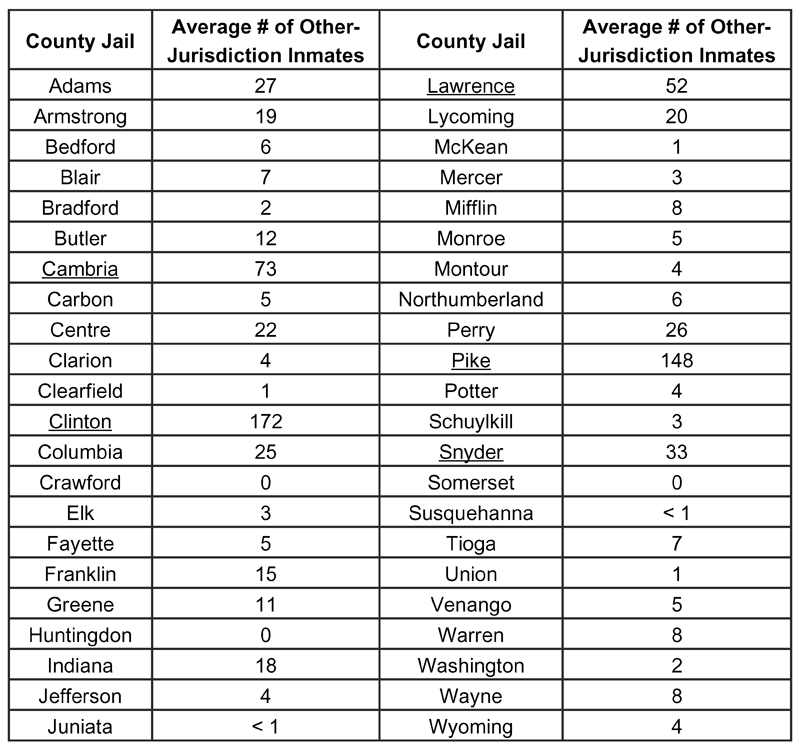 County Jail Average # of Other-Jurisdiction Inmates County Jail Average # of Other-Jurisdiction Inmates
Adams 27 Lawrence 52
Armstrong 19 Lycoming 20
Bedford 6 McKean 1
Blair 7 Mercer 3
Bradford 2 Mifflin 8
Butler 12 Monroe 5
Cambria 73 Montour 4
Carbon 5 Northumberland 6
Centre 22 Perry 26
Clarion 4 Pike 148
Clearfield 1 Potter 4
Clinton 172 Schuylkill 3
Columbia 25 Snyder 33
Crawford 0 Somerset 0
Elk 3 Susquehanna < 1
Fayette 5 Tioga 7
Franklin 15 Union 1
Greene 11 Venango 5
Huntingdon 0 Warren 8
Indiana 18 Washington 2
Jefferson 4 Wayne 8
Juniata < 1 Wyoming 4